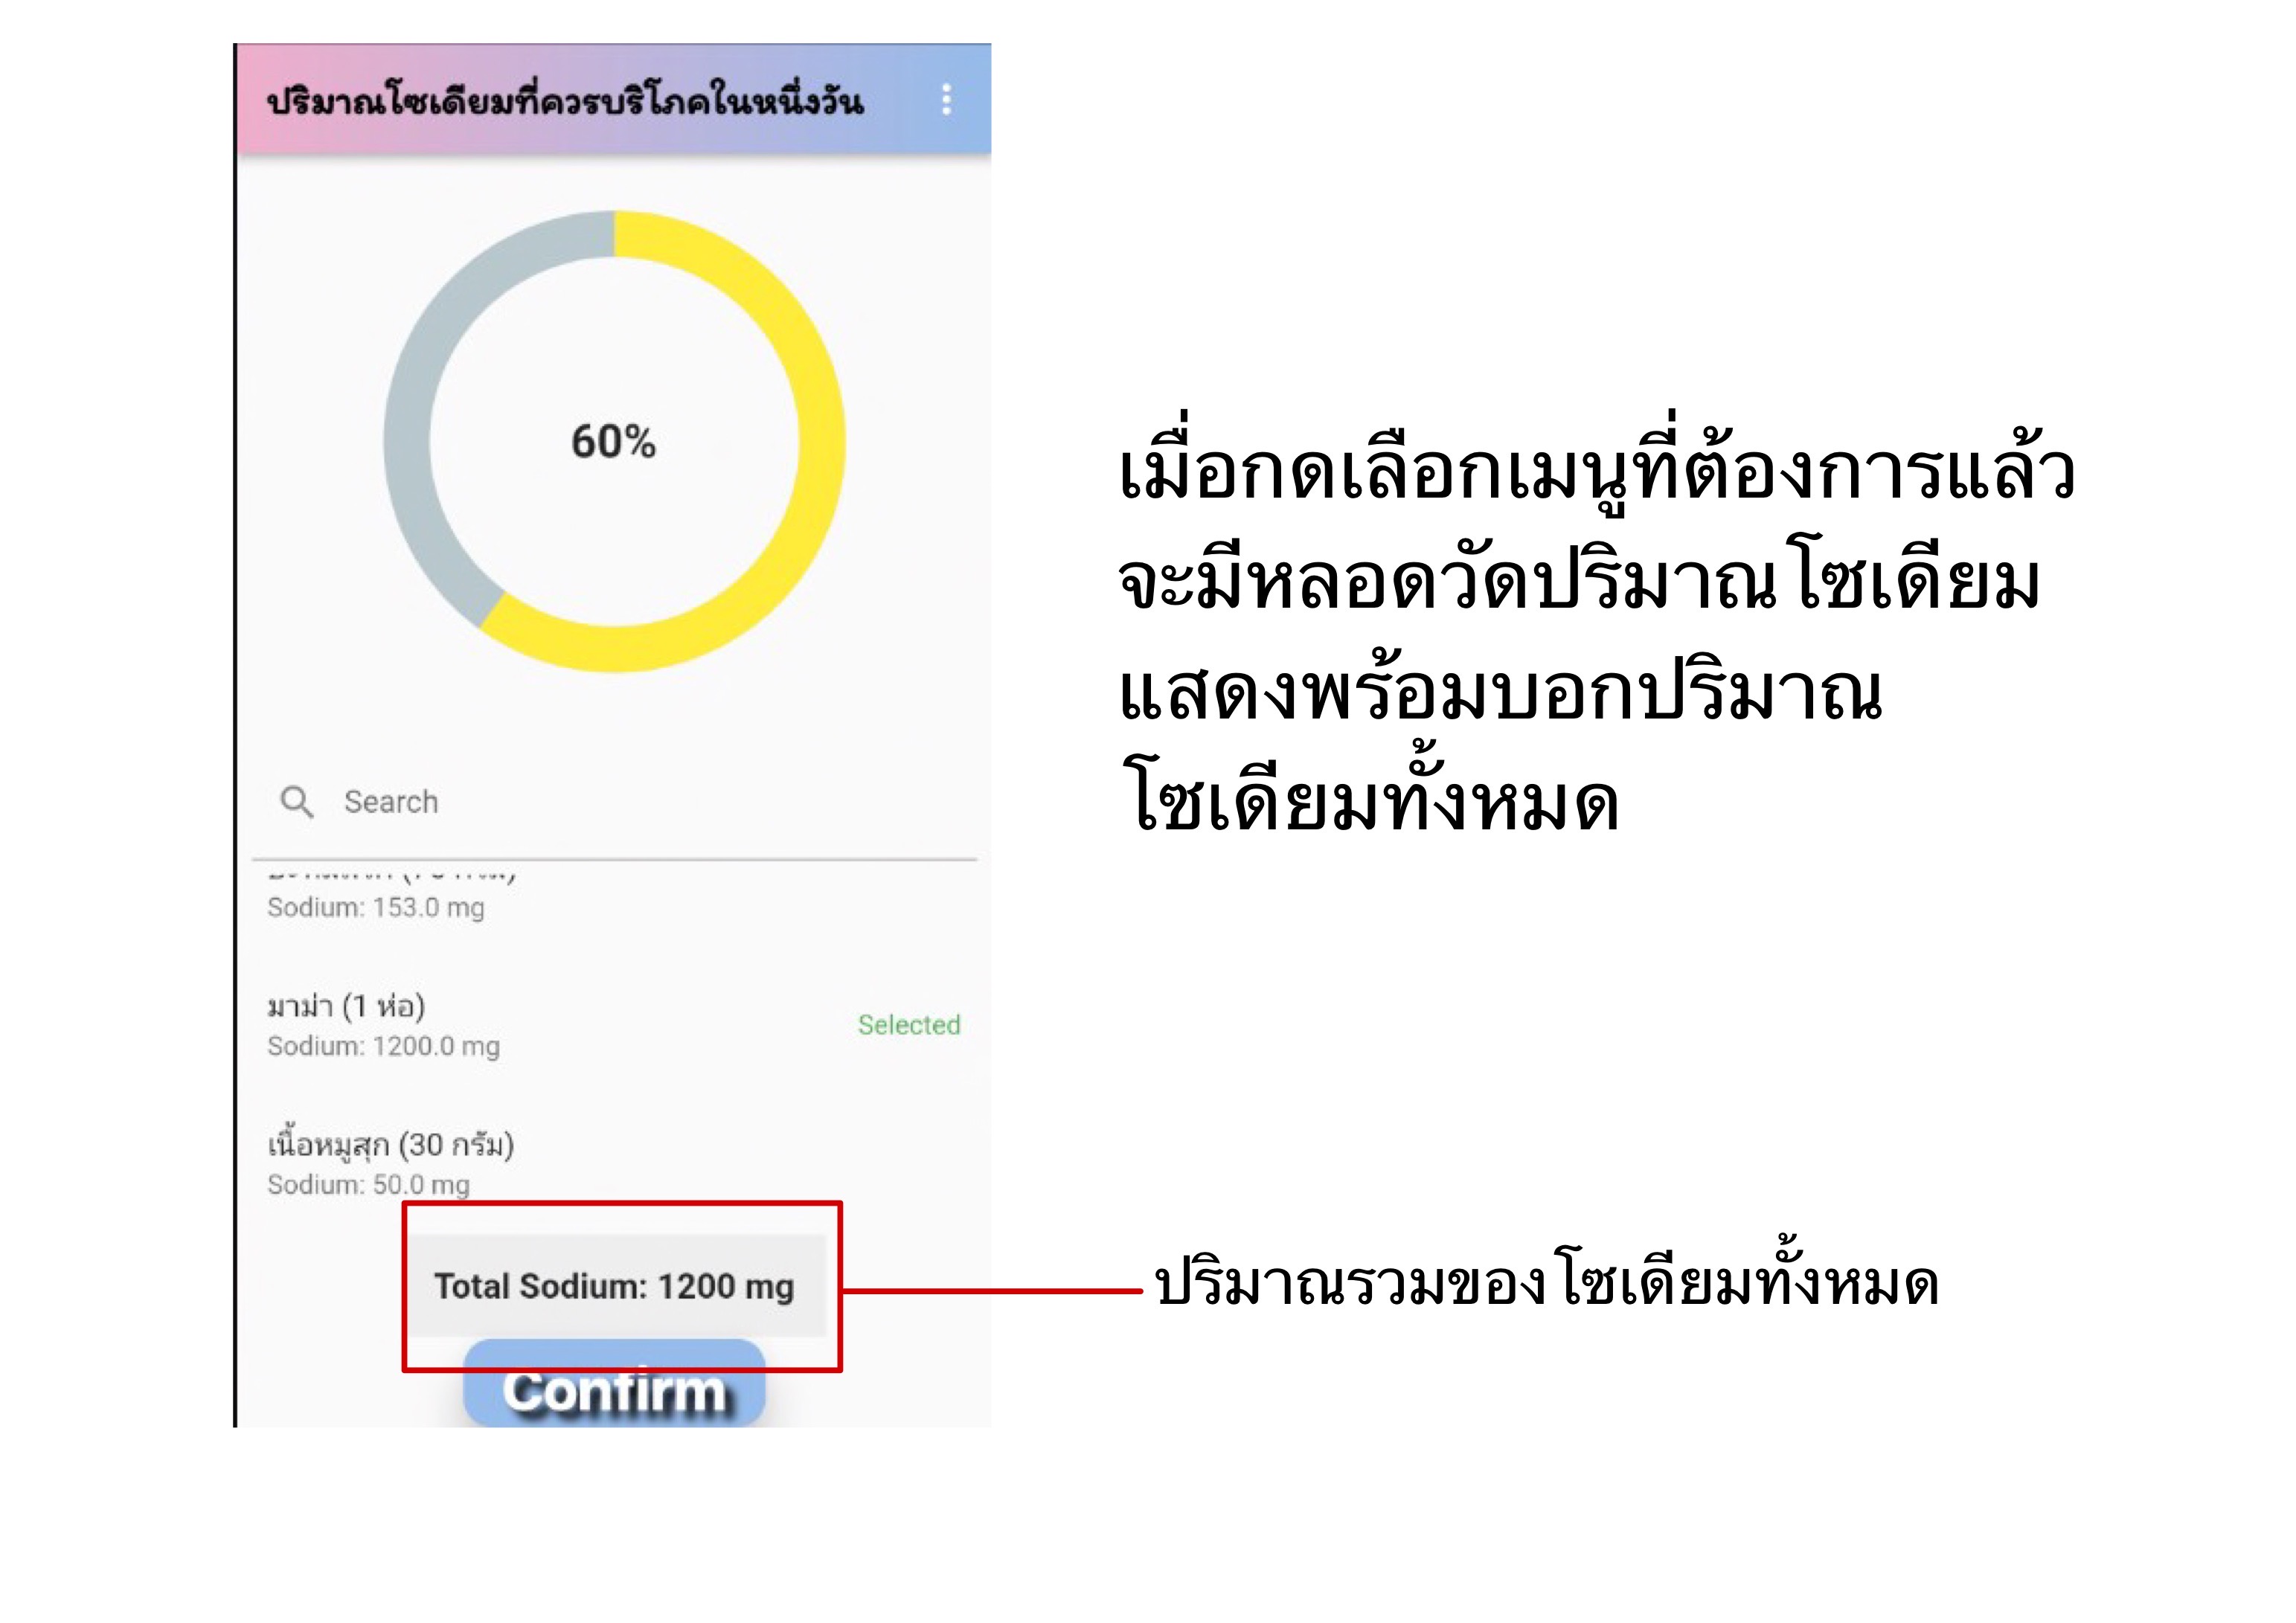 ปริมาณโซเดียมที่ควรบริโภคในหนึ่งวัน
60%
เมื่อกดเลือกเมนูที่ต้องการแล้ว
จะมีหลอดวัดปริมาณโซเดียม
แสดงพร้อมบอกปริมาณ
โซเดียมทั้งหมด
Search
Sodium: 153.0 mg
มาม่า (1 ห่อ)
Selected
Sodium: 1200.0 mg
เนื้อหมูสุก (30 กรัม)
Sodium: 50.0 mg
Total Sodium: 1200 mg
ปริมาณรวมของโซเดียมทั้งหมด
Confirm